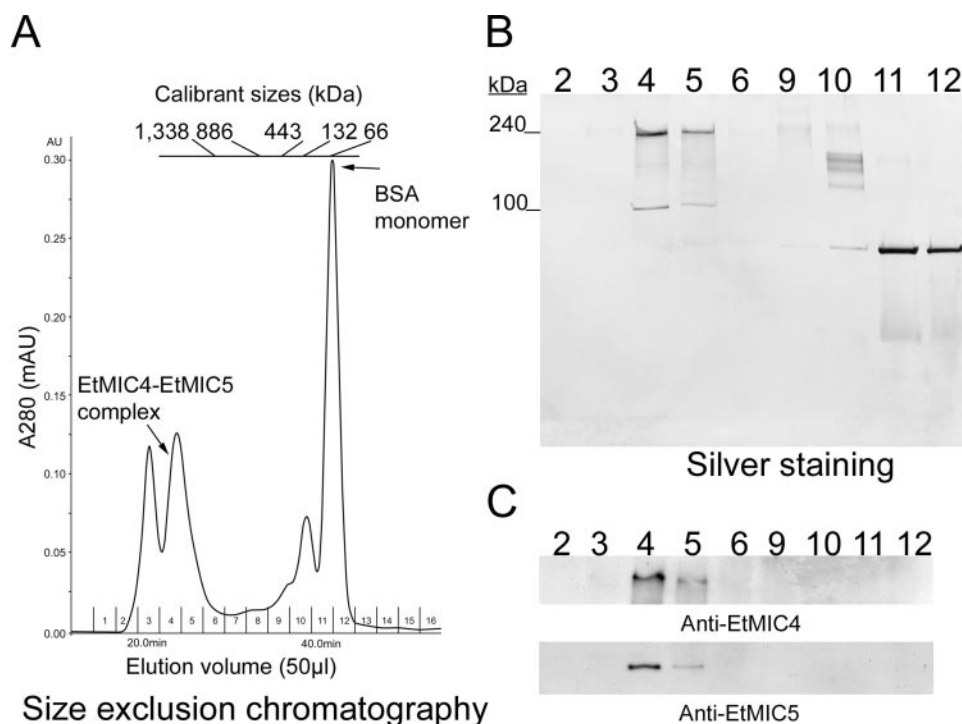 A
Calibrant sizes (kDa)
1,338 886 443 132 66
AU
0.30
BSA
monomer
0.25
0.20
A280 (mAU)
0.15
EtMIC4-EtMIC5
complex
0.10
0.05
0.00
1 2 3 4 5 6 7 8 9 10 11 12 13 14 15 16
20.0min 40.0min
Elution volume (50µl)
Size exclusion chromatography
B
kDa 2 3 4 5 6 9 10 11 12
240
100
Silver staining
C
2 3 4 5 6 9 10 11 12
Anti-EtMIC4
Anti-EtMIC5